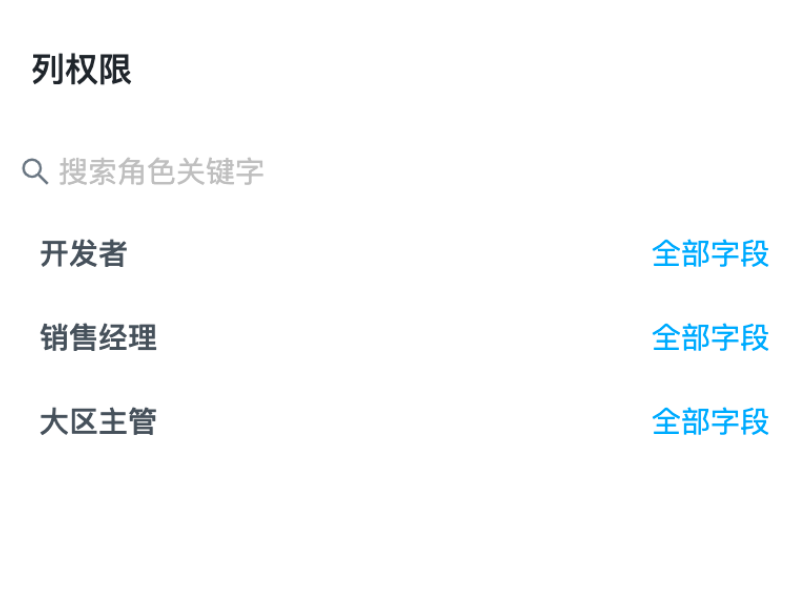 列权限
搜索角色关键字
开发者 全部字段
销售经理 全部字段
大区主管 全部字段